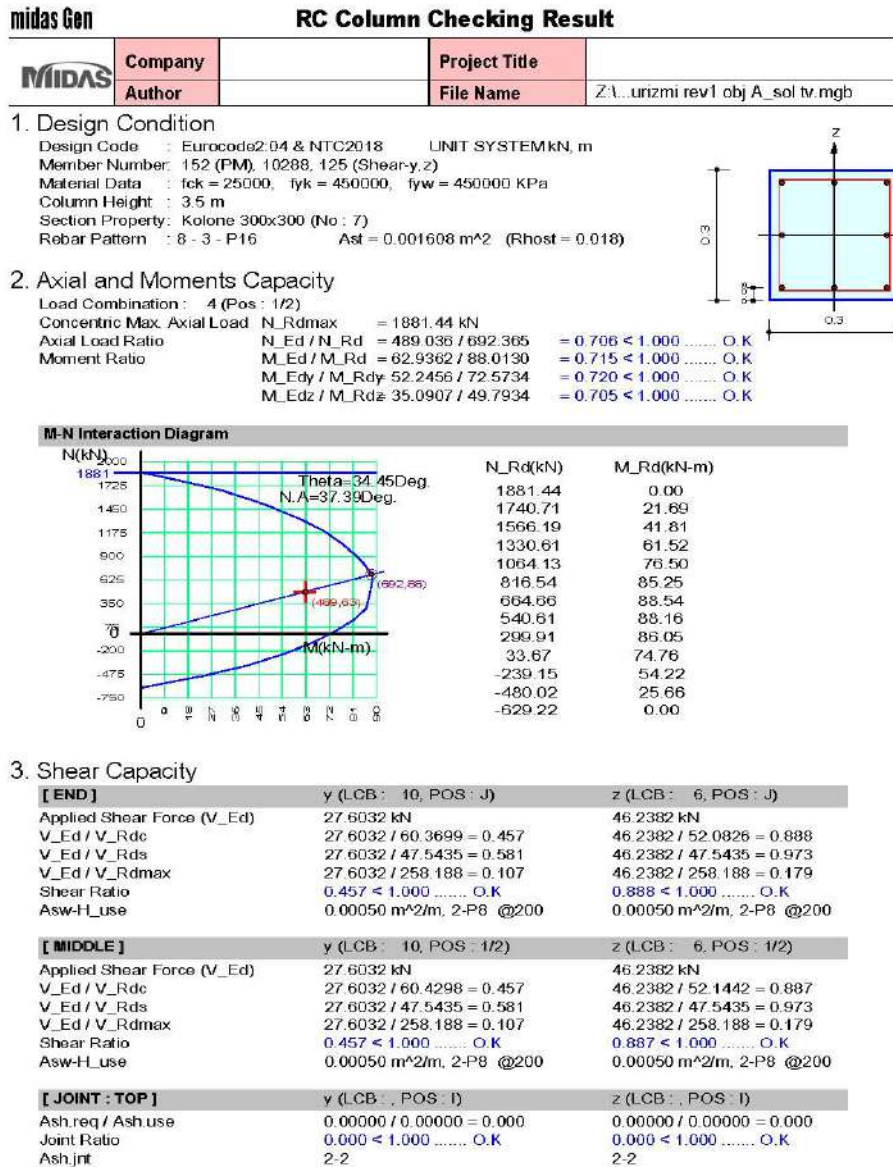 midas Gen
RC Column Checking Result
MIDAS
Company
Project Title
Author
File Name
Z:\...urizmi rev1 obj A_sol tv.mgb
1. Design Condition
Design Code : Eurocode2:04 & NTC2018 UNIT SYSTEM kN, m
Member Number: 152 (PM), 10288, 125 (Shear-y,z)
Material Data : fck = 25000, fyk = 450000, fyw = 450000 KPa
Column Height : 3.5 m
Section Property: Kolone 300x300 (No : 7)
Rebar Pattern : 8 - 3 - P16 Ast = 0.001608 m^2 (Rhost = 0.018)
z
0.3
0.3
2. Axial and Moments Capacity
Load Combination : 4 (Pos : 1/2)
Concentric Max. Axial Load N_Rdmax = 1881.44 kN
Axial Load Ratio N_Ed / N_Rd = 489.036 / 692.365 = 0.706 < 1.000 ....... O.K
Moment Ratio M_Ed / M_Rd = 62.9362 / 88.0130 = 0.715 < 1.000 ....... O.K
M_Edy / M_Rdy = 52.2456 / 72.5734 = 0.720 < 1.000 ....... O.K
M_Edz / M_Rdz = 35.0907 / 49.7934 = 0.705 < 1.000 ....... O.K
M-N Interaction Diagram
N(kN)
2000
1881
1725
1450
1175
900
625
350
75
0
-200
-475
-750
Theta=34.45Deg.
N.A=37.39Deg.
(692,88)
(489,63)
M(kN-m)
0 9 18 27 36 45 54 63 72 81 90
N_Rd(kN) M_Rd(kN-m)
1881.44 0.00
1740.71 21.69
1566.19 41.81
1330.61 61.52
1064.13 76.50
816.54 85.25
664.66 88.54
540.61 88.16
299.91 86.05
33.67 74.76
-239.15 54.22
-480.02 25.66
-629.22 0.00
3. Shear Capacity
[ END ] y (LCB : 10, POS : J) z (LCB : 6, POS : J)
Applied Shear Force (V_Ed) 27.6032 kN 46.2382 kN
V_Ed / V_Rdc 27.6032 / 60.3699 = 0.457 46.2382 / 52.0826 = 0.888
V_Ed / V_Rds 27.6032 / 47.5435 = 0.581 46.2382 / 47.5435 = 0.973
V_Ed / V_Rdmax 27.6032 / 258.188 = 0.107 46.2382 / 258.188 = 0.179
Shear Ratio 0.457 < 1.000 ....... O.K 0.888 < 1.000 ....... O.K
Asw-H_use 0.00050 m^2/m, 2-P8 @200 0.00050 m^2/m, 2-P8 @200
[ MIDDLE ] y (LCB : 10, POS : 1/2) z (LCB : 6, POS : 1/2)
Applied Shear Force (V_Ed) 27.6032 kN 46.2382 kN
V_Ed / V_Rdc 27.6032 / 60.4298 = 0.457 46.2382 / 52.1442 = 0.887
V_Ed / V_Rds 27.6032 / 47.5435 = 0.581 46.2382 / 47.5435 = 0.973
V_Ed / V_Rdmax 27.6032 / 258.188 = 0.107 46.2382 / 258.188 = 0.179
Shear Ratio 0.457 < 1.000 ....... O.K 0.887 < 1.000 ....... O.K
Asw-H_use 0.00050 m^2/m, 2-P8 @200 0.00050 m^2/m, 2-P8 @200
[ JOINT : TOP ] y (LCB : , POS : I) z (LCB : , POS : I)
Ash.req / Ash.use 0.00000 / 0.00000 = 0.000 0.00000 / 0.00000 = 0.000
Joint Ratio 0.000 < 1.000 ....... O.K 0.000 < 1.000 ....... O.K
Ash.jnt 2-2 2-2